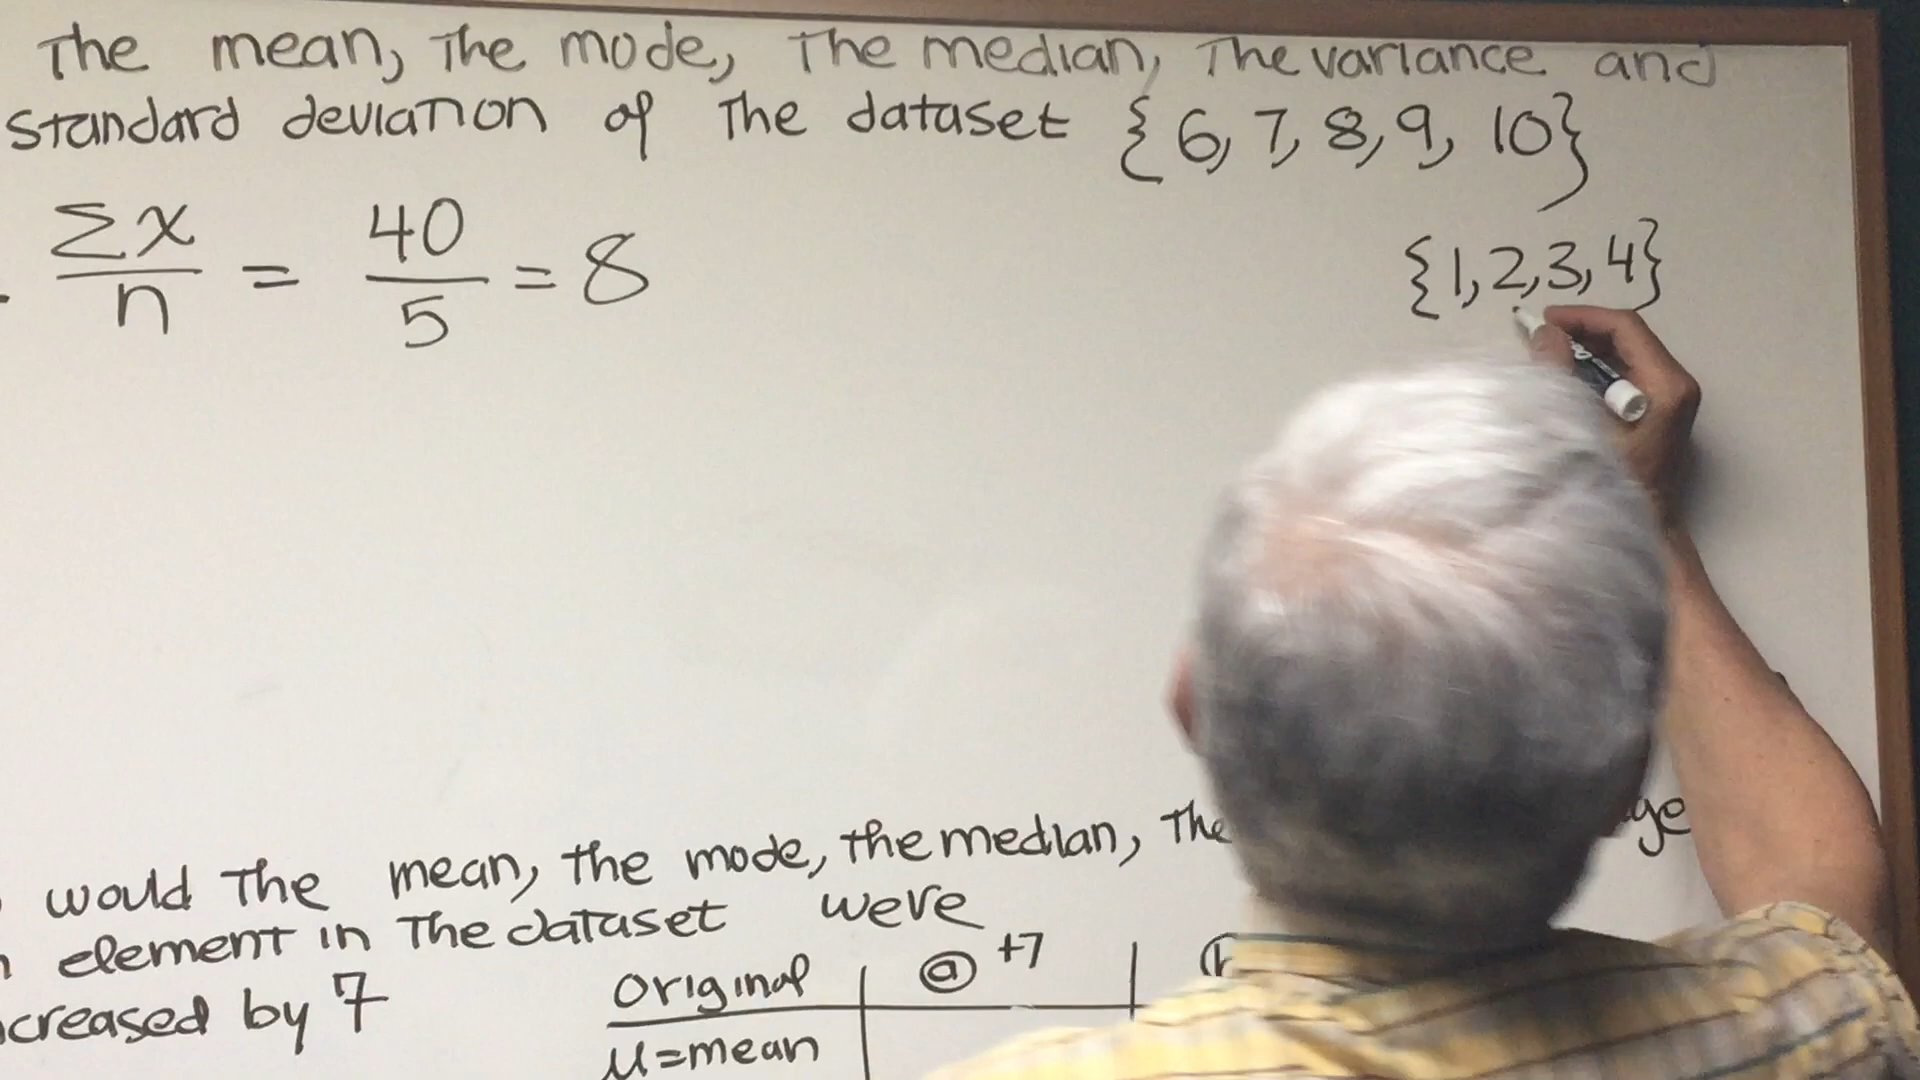 The mean, The mode, The median, The variance and
standard deviation of The dataset {6, 7, 8, 9, 10}
Σx/n = 40/5 = 8
{1, 2, 3, 4}
would The mean, the mode, the median, The
element in The dataset were
creased by 7
original ⓐ +7
μ = mean